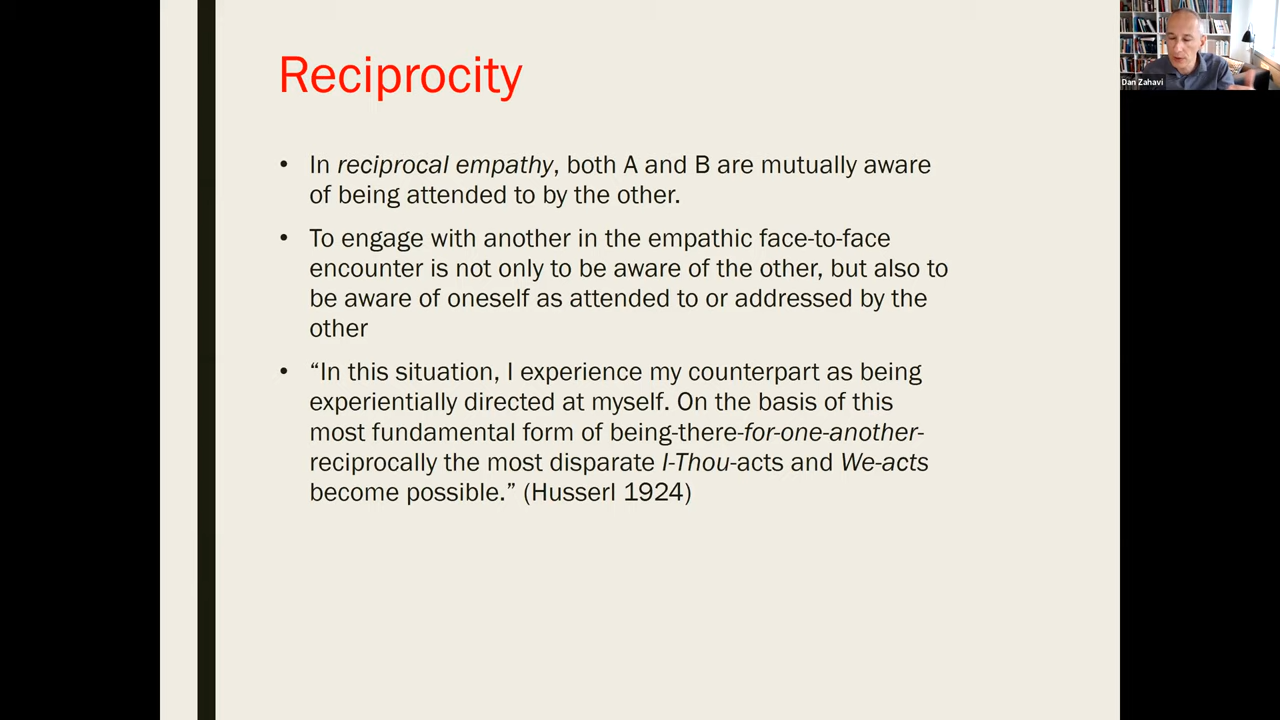 Reciprocity
Dan Zahavi
• In reciprocal empathy, both A and B are mutually aware
of being attended to by the other.
• To engage with another in the empathic face-to-face
encounter is not only to be aware of the other, but also to
be aware of oneself as attended to or addressed by the
other
• “In this situation, I experience my counterpart as being
experientially directed at myself. On the basis of this
most fundamental form of being-there-for-one-another-
reciprocally the most disparate I-Thou-acts and We-acts
become possible.” (Husserl 1924)